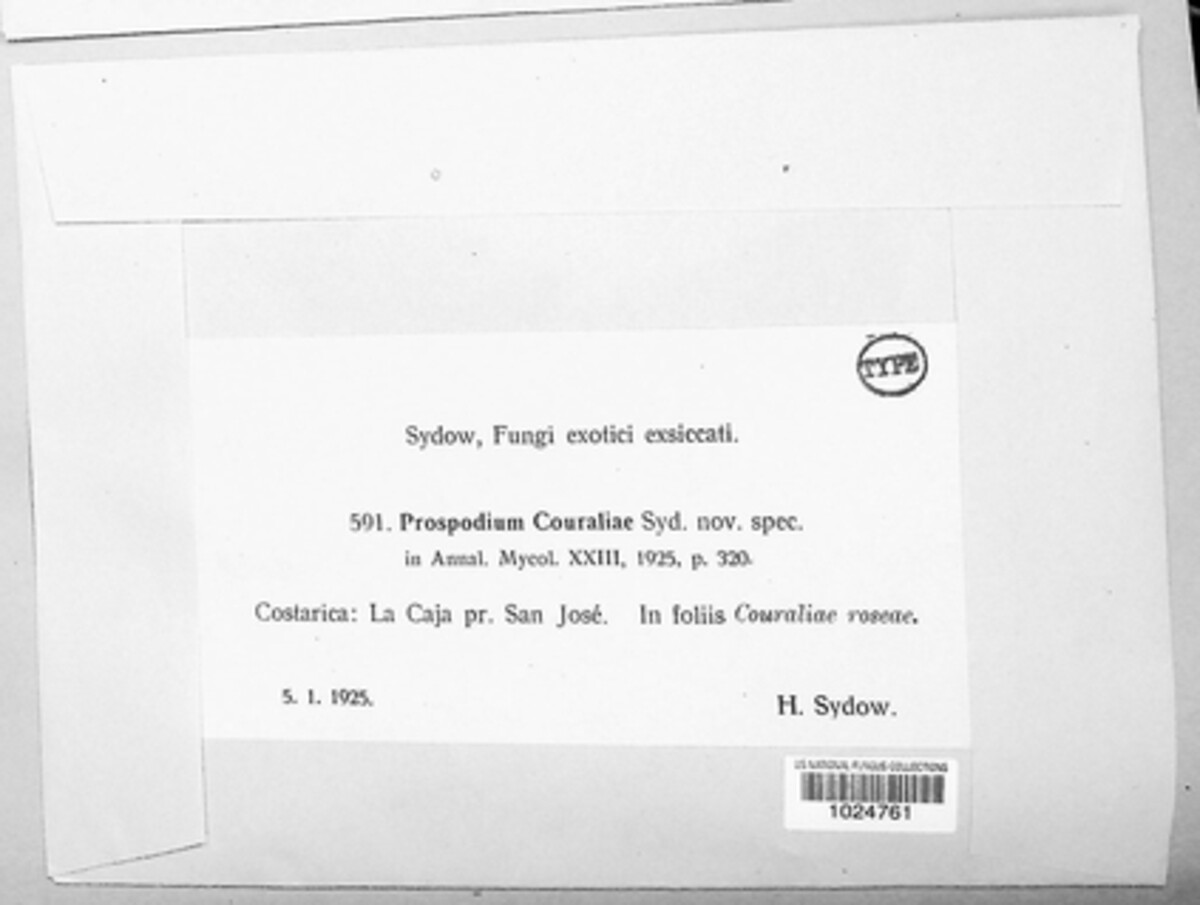 TYPE
Sydow, Fungi exotici exsiccati.
591. Prospodium Couraliae Syd. nov. spec.
in Annal. Mycol. XXIII, 1925, p. 320.
Costarica: La Caja pr. San José. In foliis Couraliae roseae.
5. 1. 1925.
H. Sydow.
US NATIONAL FUNGUS COLLECTIONS
1024761